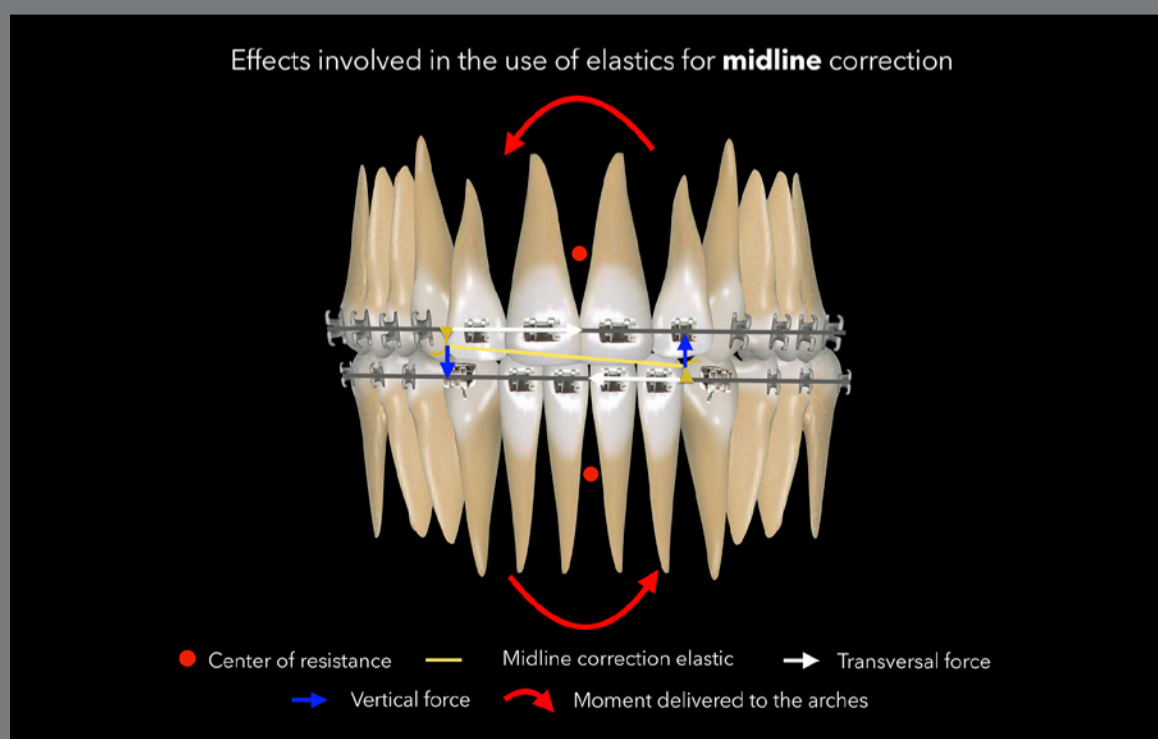 Effects involved in the use of elastics for midline correction
Center of resistance
Midline correction elastic
Transversal force
Vertical force
Moment delivered to the arches